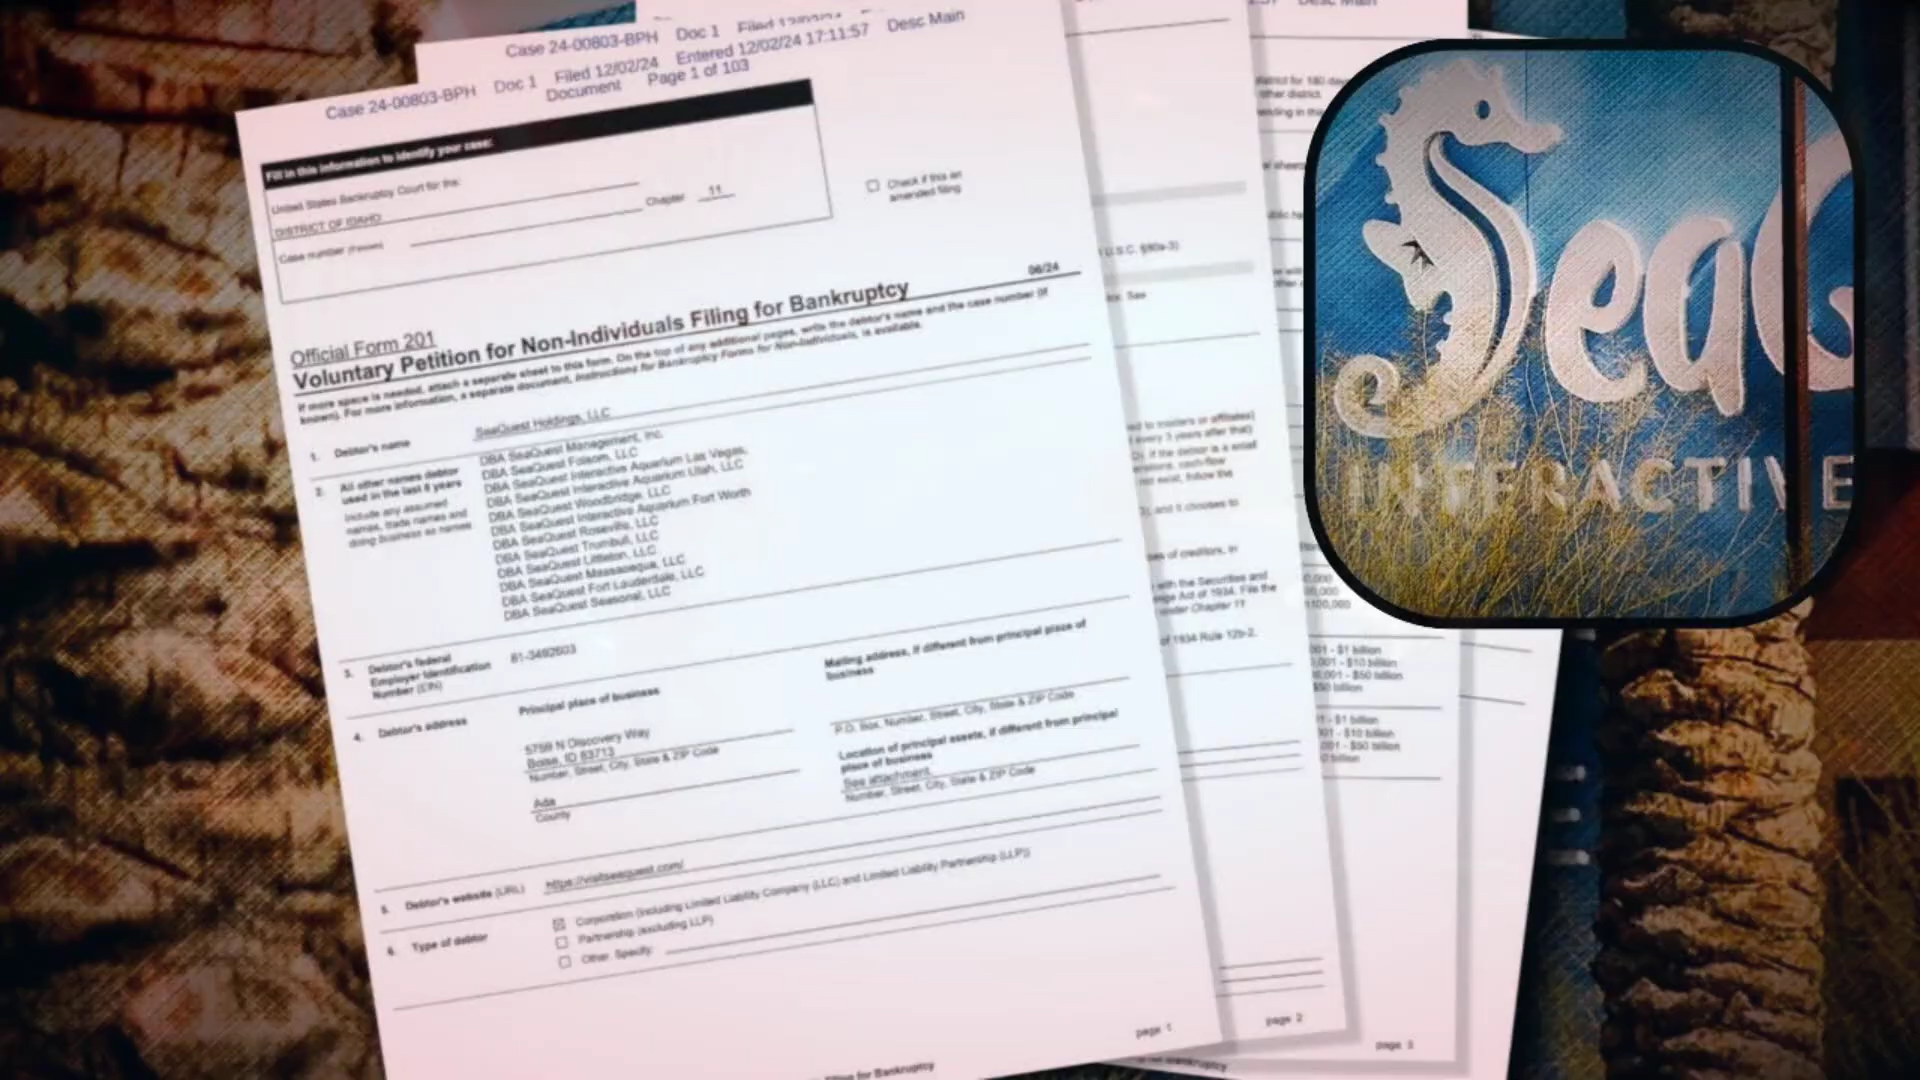 Case 24-00803-BPH Doc 1 Filed 12/02/24 Desc Main
Case 24-00803-BPH Doc 1 Filed 12/02/24 Entered 12/02/24 17:11:57
Document Page 1 of 103
Fill in this information to identify your case:
United States Bankruptcy Court for the:
DISTRICT OF IDAHO
Case number (if known) Chapter 11
Check if this an
amended filing
Official Form 201
Voluntary Petition for Non-Individuals Filing for Bankruptcy
06/24
If more space is needed, attach a separate sheet to this form. On the top of any additional pages, write the debtor's name and the case number (if
known). For more information, a separate document, Instructions for Bankruptcy Forms for Non-Individuals, is available.
1. Debtor's name SeaQuest Holdings, LLC
2. All other names debtor
used in the last 8 years
Include any assumed
names, trade names and
doing business as names
DBA SeaQuest Management, Inc.
DBA SeaQuest Folsom, LLC
DBA SeaQuest Interactive Aquarium Las Vegas,
DBA SeaQuest Interactive Aquarium Utah, LLC
DBA SeaQuest Woodbridge, LLC
DBA SeaQuest Interactive Aquarium Fort Worth
DBA SeaQuest Roseville, LLC
DBA SeaQuest Trumbull, LLC
DBA SeaQuest Littleton, LLC
DBA SeaQuest Massapequa, LLC
DBA SeaQuest Fort Lauderdale, LLC
DBA SeaQuest Seasonal, LLC
3. Debtor's federal
Employer Identification
Number (EIN)
81-3492603
4. Debtor's address
Principal place of business
Mailing address, if different from principal place of
business
5759 N Discovery Way
Boise, ID 83713
Number, Street, City, State & ZIP Code
P.O. Box, Number, Street, City, State & ZIP Code
Ada
County
Location of principal assets, if different from principal
place of business
See attachment
Number, Street, City, State & ZIP Code
5. Debtor's website (URL) https://visitseaquest.com/
6. Type of debtor
Corporation (including Limited Liability Company (LLC) and Limited Liability Partnership (LLP))
Partnership (excluding LLP)
Other. Specify:
page 1
page 2
page 3
SeaQ
INTERACTIVE